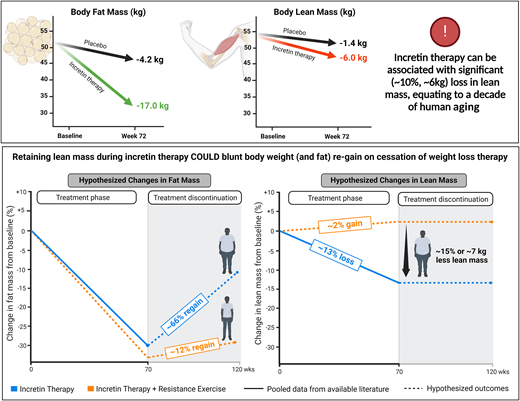 Body Fat Mass (kg)
55
50
45
40
35
30
Placebo
Incretin therapy
-4.2 kg
-17.0 kg
Baseline
Week 72
Body Lean Mass (kg)
55
50
45
40
35
30
Placebo
Incretin therapy
-1.4 kg
-6.0 kg
Baseline
Week 72
!
Incretin therapy can be
associated with significant
(~10%, ~6kg) loss in lean
mass, equating to a decade
of human aging
Retaining lean mass during incretin therapy COULD blunt body weight (and fat) re-gain on cessation of weight loss therapy
Hypothesized Changes in Fat Mass
Treatment phase
Treatment discontinuation
Change in fat mass from baseline (%)
+10
+5
0
-5
-10
-15
-20
-25
-30
-35
~66% regain
~12% regain
0
70
120 wks
Hypothesized Changes in Lean Mass
Treatment phase
Treatment discontinuation
Change in lean mass from baseline (%)
+10
+5
0
-5
-10
-15
-20
-25
-30
~2% gain
~13% loss
~15% or ~7 kg
less lean mass
0
70
120 wks
Incretin Therapy
Incretin Therapy + Resistance Exercise
Pooled data from available literature
Hypothesized outcomes